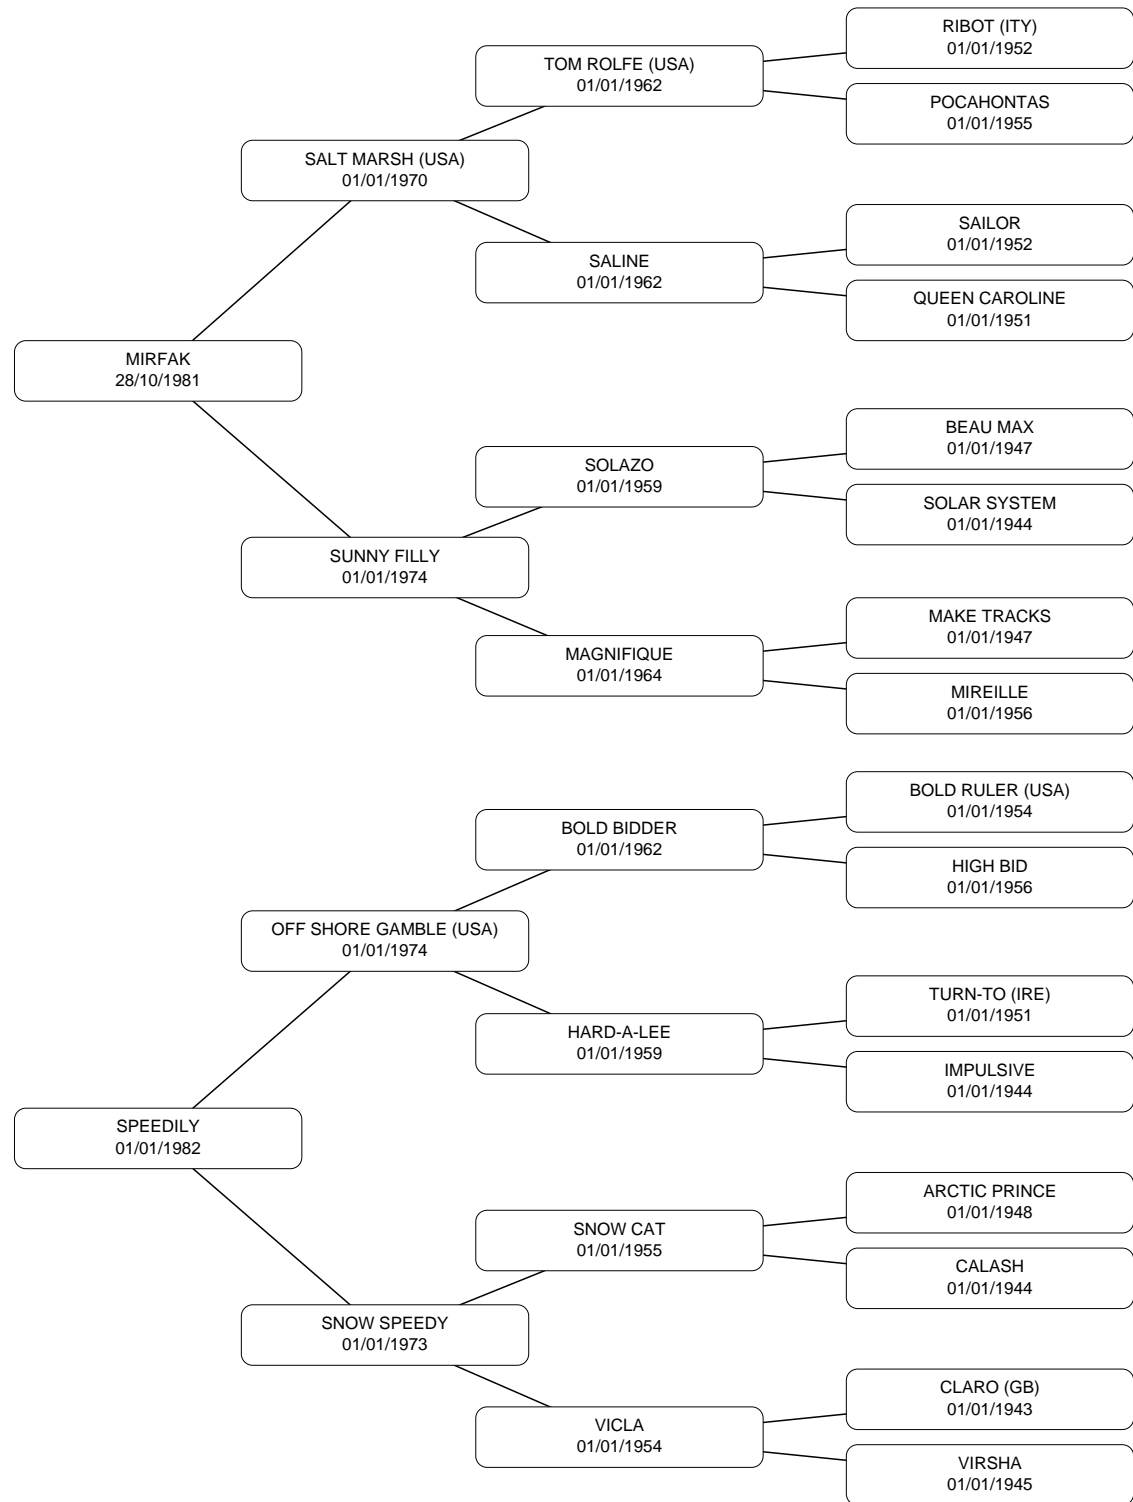 RIBOT (ITY)
01/01/1952
TOM ROLFE (USA)
01/01/1962
POCAHONTAS
01/01/1955
SALT MARSH (USA)
01/01/1970
SAILOR
01/01/1952
SALINE
01/01/1962
QUEEN CAROLINE
01/01/1951
MIRFAK
28/10/1981
BEAU MAX
01/01/1947
SOLAZO
01/01/1959
SOLAR SYSTEM
01/01/1944
SUNNY FILLY
01/01/1974
MAKE TRACKS
01/01/1947
MAGNIFIQUE
01/01/1964
MIREILLE
01/01/1956
BOLD RULER (USA)
01/01/1954
BOLD BIDDER
01/01/1962
HIGH BID
01/01/1956
OFF SHORE GAMBLE (USA)
01/01/1974
TURN-TO (IRE)
01/01/1951
HARD-A-LEE
01/01/1959
IMPULSIVE
01/01/1944
SPEEDILY
01/01/1982
ARCTIC PRINCE
01/01/1948
SNOW CAT
01/01/1955
CALASH
01/01/1944
SNOW SPEEDY
01/01/1973
CLARO (GB)
01/01/1943
VICLA
01/01/1954
VIRSHA
01/01/1945